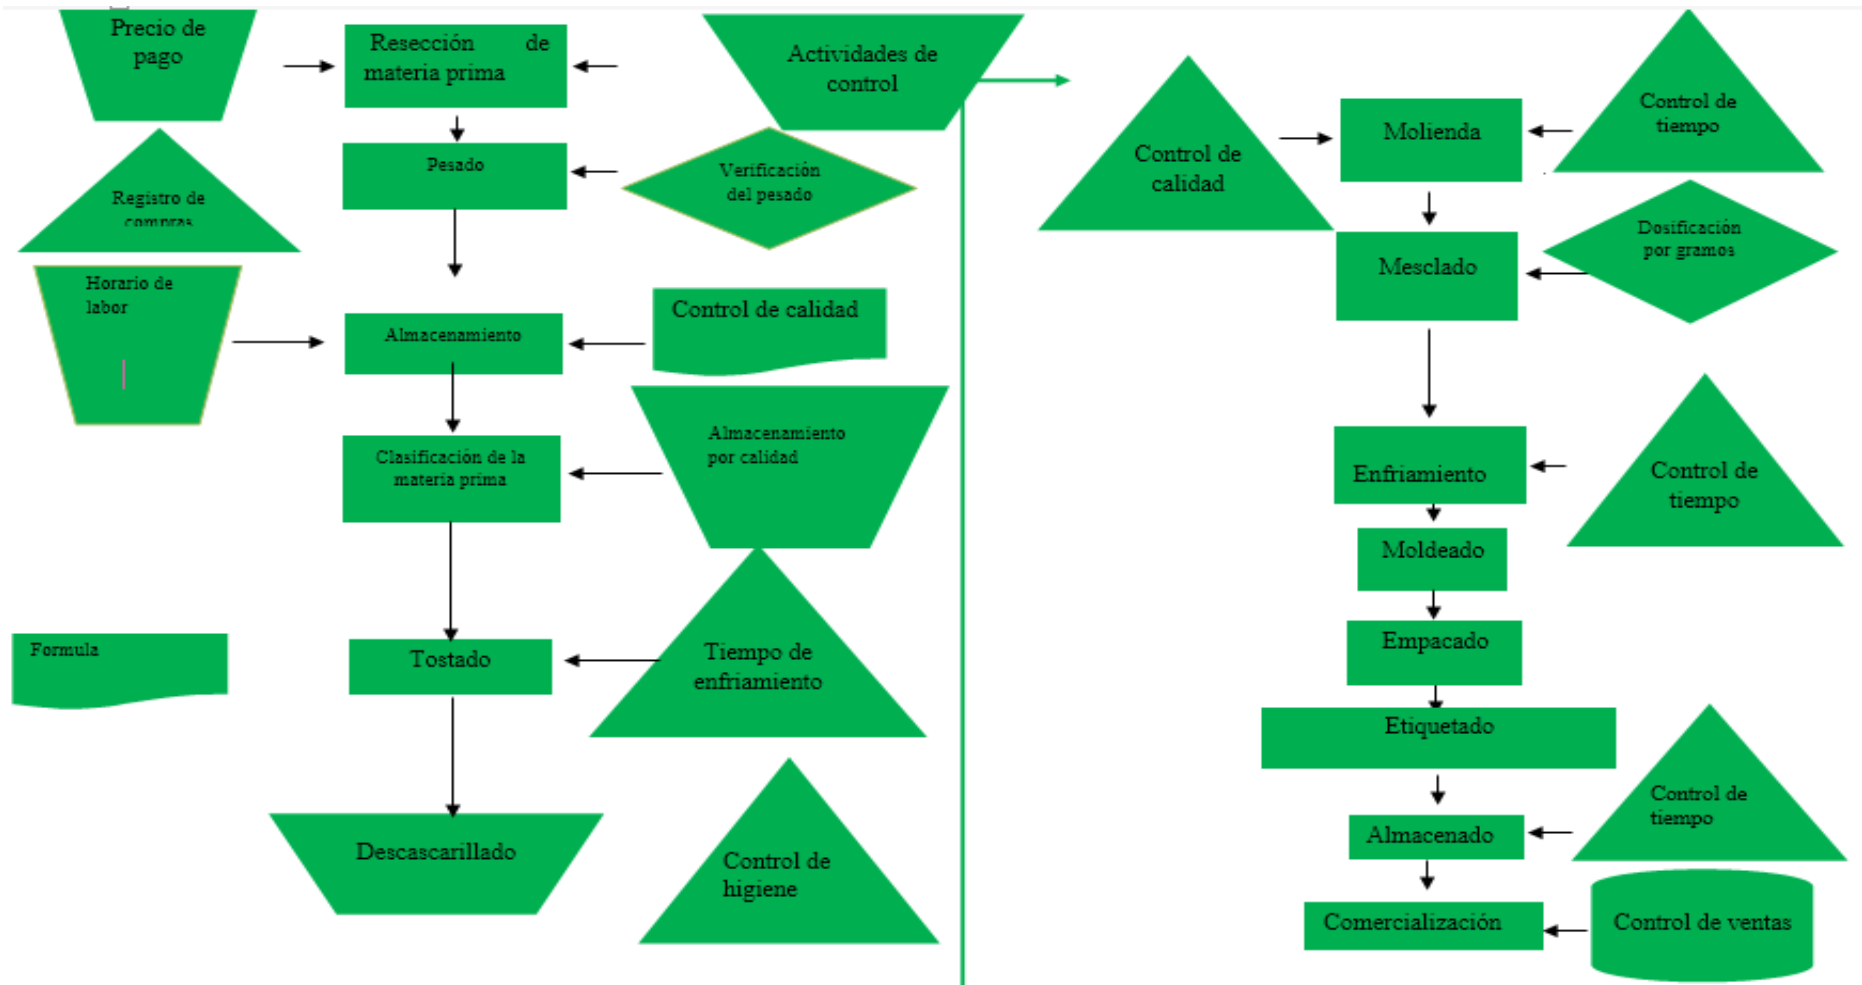 Precio de
pago
Resección de
materia prima
Actividades de
control
Pesado
Verificación
del pesado
Registro de
compras
Horario de
labor
Almacenamiento
Control de calidad
Clasificación de la
materia prima
Almacenamiento
por calidad
Formula
Tostado
Tiempo de
enfriamiento
Descascarillado
Control de
higiene
Control de
calidad
Molienda
Control de
tiempo
Mesclado
Dosificación
por gramos
Enfriamiento
Control de
tiempo
Moldeado
Empacado
Etiquetado
Almacenado
Control de
tiempo
Comercialización
Control de ventas